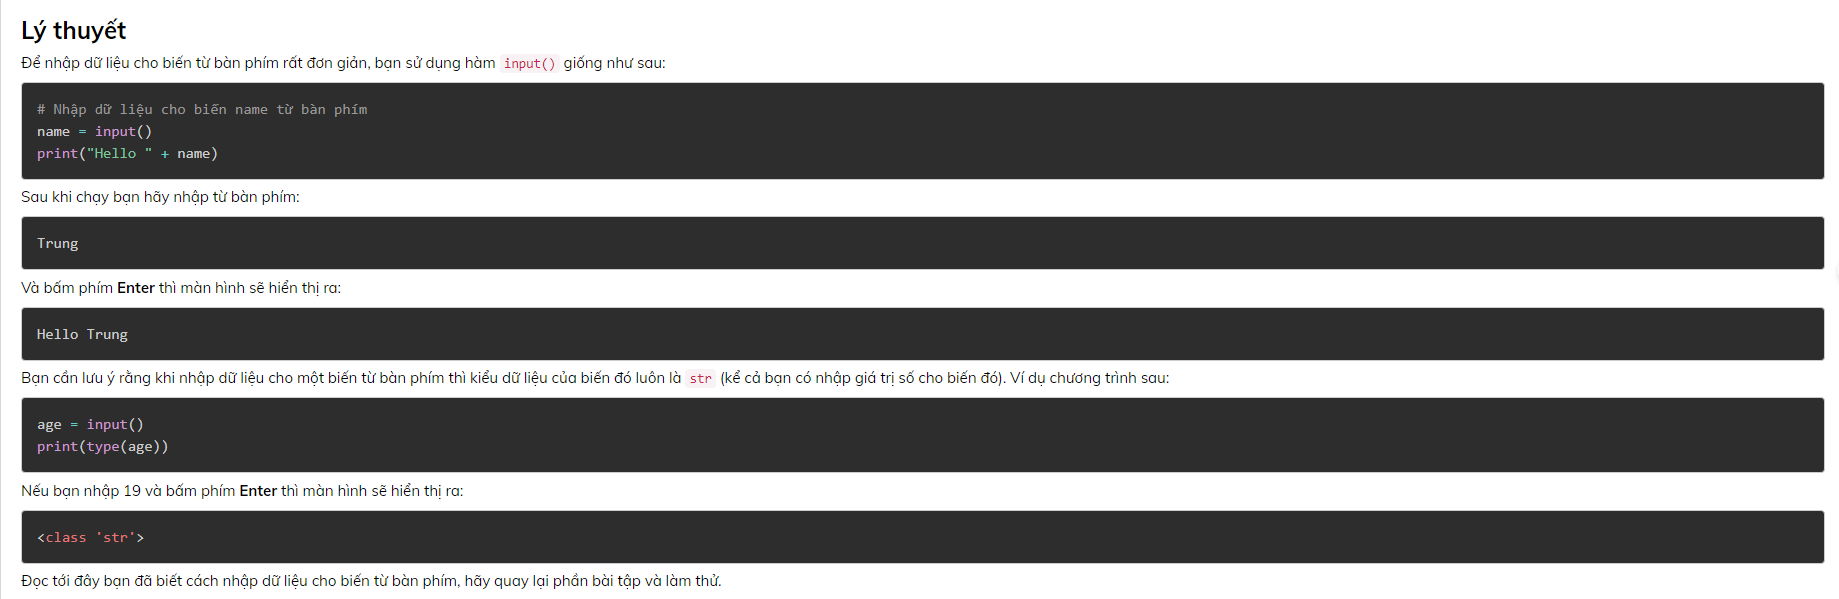 Lý thuyết
Để nhập dữ liệu cho biến từ bàn phím rất đơn giản, bạn sử dụng hàm input() giống như sau:
# Nhập dữ liệu cho biến name từ bàn phím
name = input()
print("Hello " + name)
Sau khi chạy bạn hãy nhập từ bàn phím:
Trung
Và bấm phím Enter thì màn hình sẽ hiển thị ra:
Hello Trung
Bạn cần lưu ý rằng khi nhập dữ liệu cho một biến từ bàn phím thì kiểu dữ liệu của biến đó luôn là str (kể cả bạn có nhập giá trị số cho biến đó). Ví dụ chương trình sau:
age = input()
print(type(age))
Nếu bạn nhập 19 và bấm phím Enter thì màn hình sẽ hiển thị ra:
<class 'str'>
Đọc tới đây bạn đã biết cách nhập dữ liệu cho biến từ bàn phím, hãy quay lại phần bài tập và làm thử.